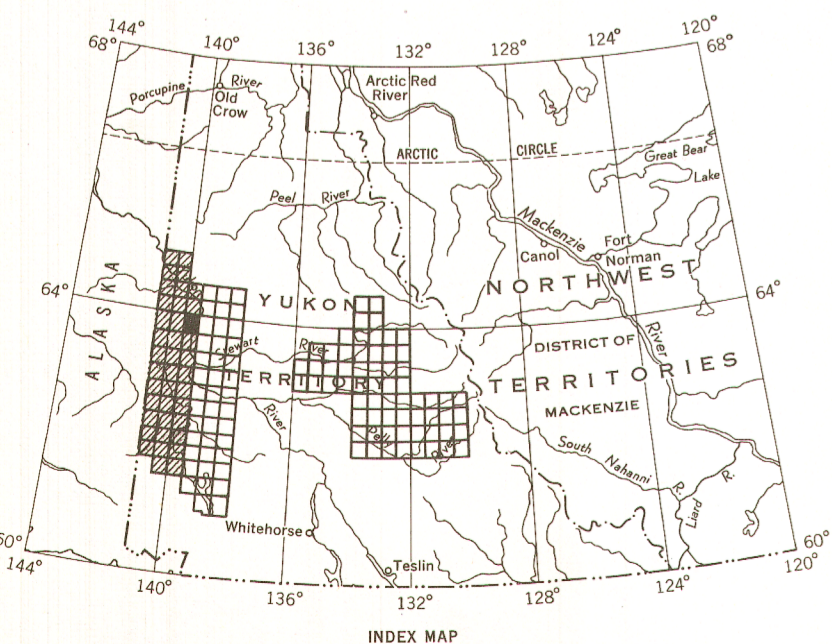 144°
140°
136°
132°
128°
124°
120°
68°
68°
Porcupine River
Old
Crow
Arctic Red
River
ARCTIC CIRCLE
Great Bear
Lake
Peel River
Mackenzie
Canol
Fort
Norman
64°
64°
ALASKA
YUKON
NORTHWEST
River
Stewart River
DISTRICT OF
TERRITORY
TERRITORIES
MACKENZIE
River
Pelly River
South Nahanni R.
Liard R.
Whitehorse
Teslin
60°
60°
144°
140°
136°
132°
128°
124°
120°
INDEX MAP